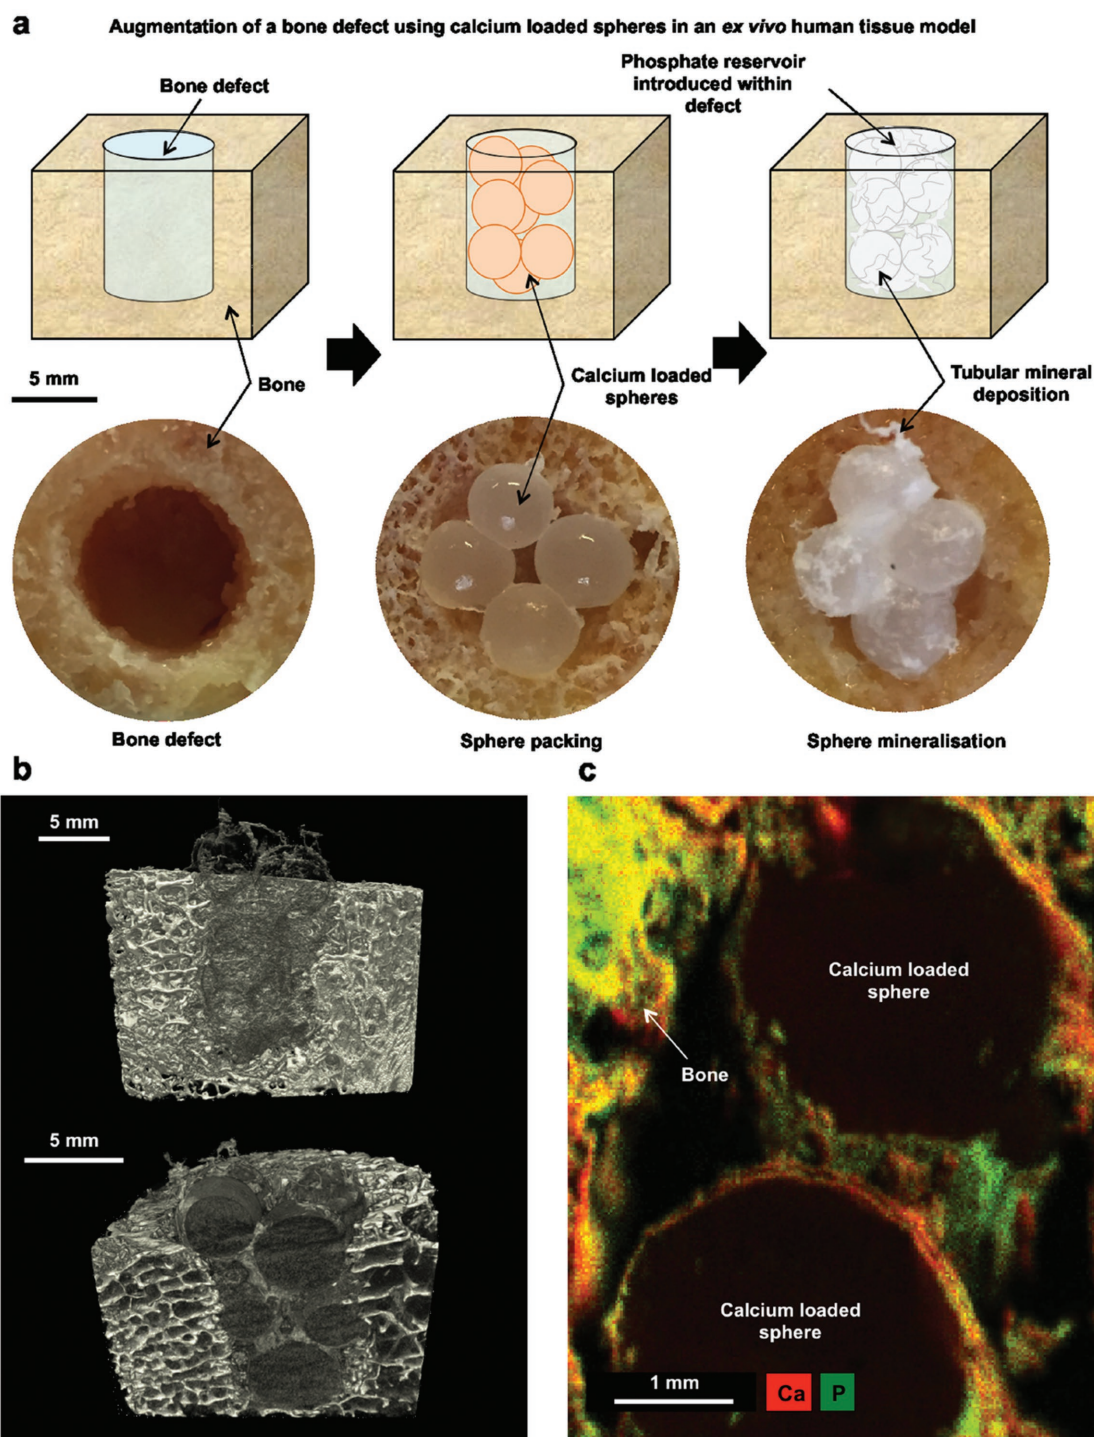 a
Augmentation of a bone defect using calcium loaded spheres in an ex vivo human tissue model
Bone defect
Phosphate reservoir
introduced within
defect
5 mm
Bone
Calcium loaded
spheres
Tubular mineral
deposition
Bone defect
Sphere packing
Sphere mineralisation
b
5 mm
5 mm
c
Calcium loaded
sphere
Bone
Calcium loaded
sphere
1 mm
Ca
P